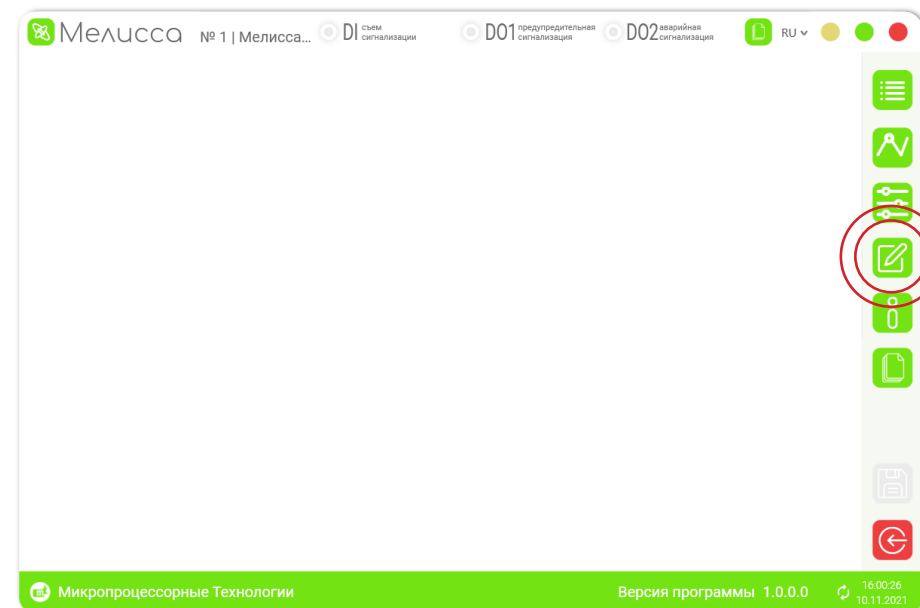 Мелисса
№ 1 | Мелисса...
DI съем
сигнализации
DO1 предупредительная
сигнализация
DO2 аварийная
сигнализация
RU
Микропроцессорные Технологии
Версия программы 1.0.0.0
16:00:26
10.11.2021